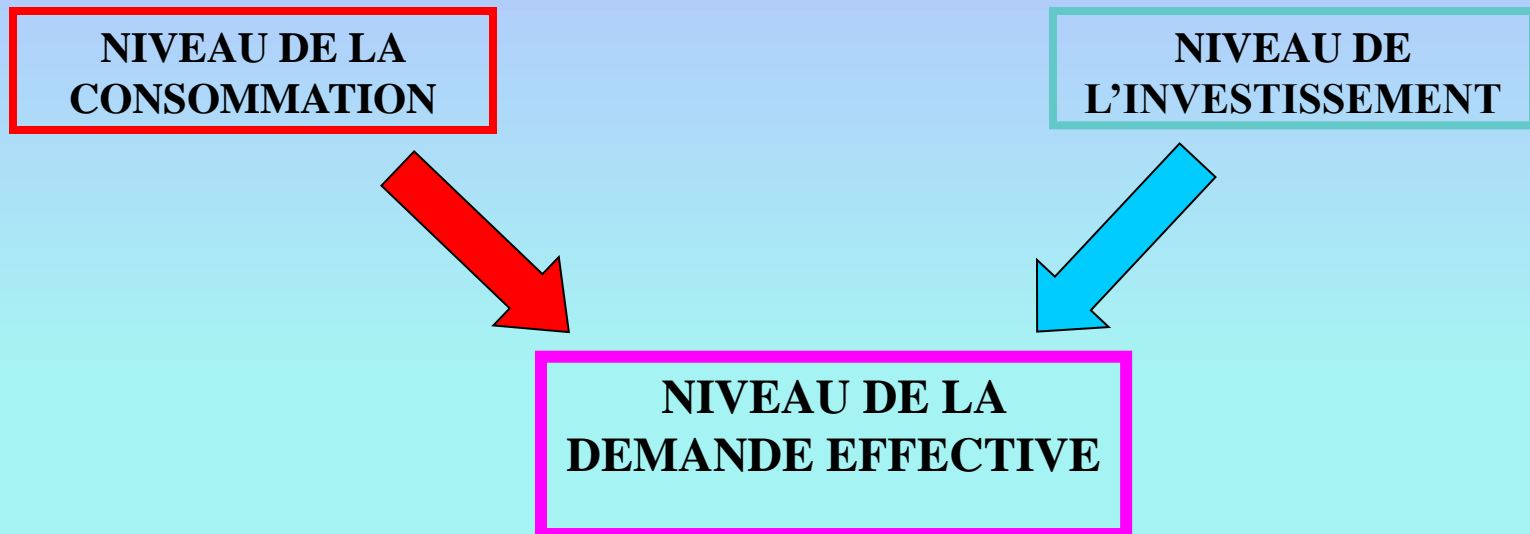 NIVEAU DE LA
CONSOMMATION
NIVEAU DE
L’INVESTISSEMENT
NIVEAU DE LA
DEMANDE EFFECTIVE